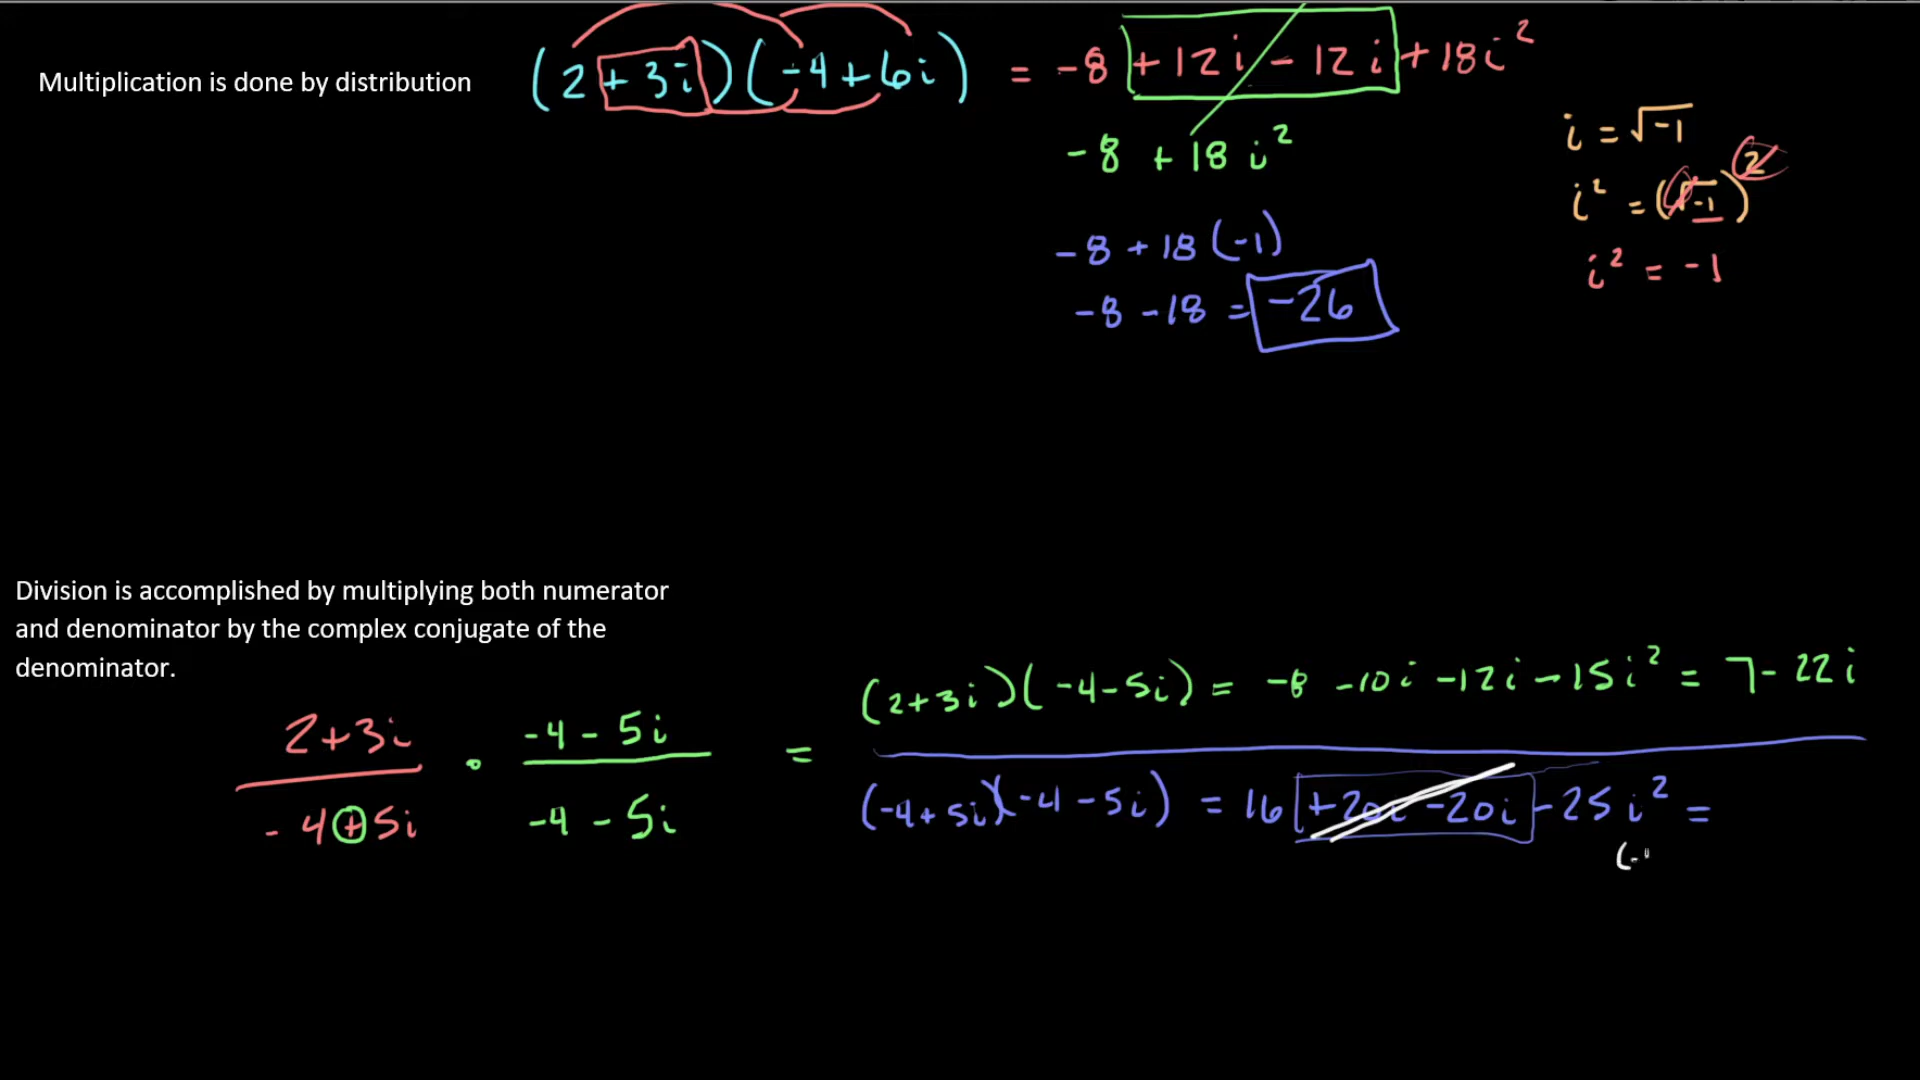 Multiplication is done by distribution
(2+3i)(-4+6i) = -8 +12i - 12i +18i²
-8 + 18i²
-8 + 18(-1)
-8 - 18 = -26
i = √-1
i² = (√-1)²
i² = -1
Division is accomplished by multiplying both numerator
and denominator by the complex conjugate of the
denominator.
2+3i / -4+5i · -4-5i / -4-5i =
(2+3i)(-4-5i) = -8 -10i -12i -15i² = 7-22i
(-4+5i)(-4-5i) = 16 +20i -20i -25i² =
(-